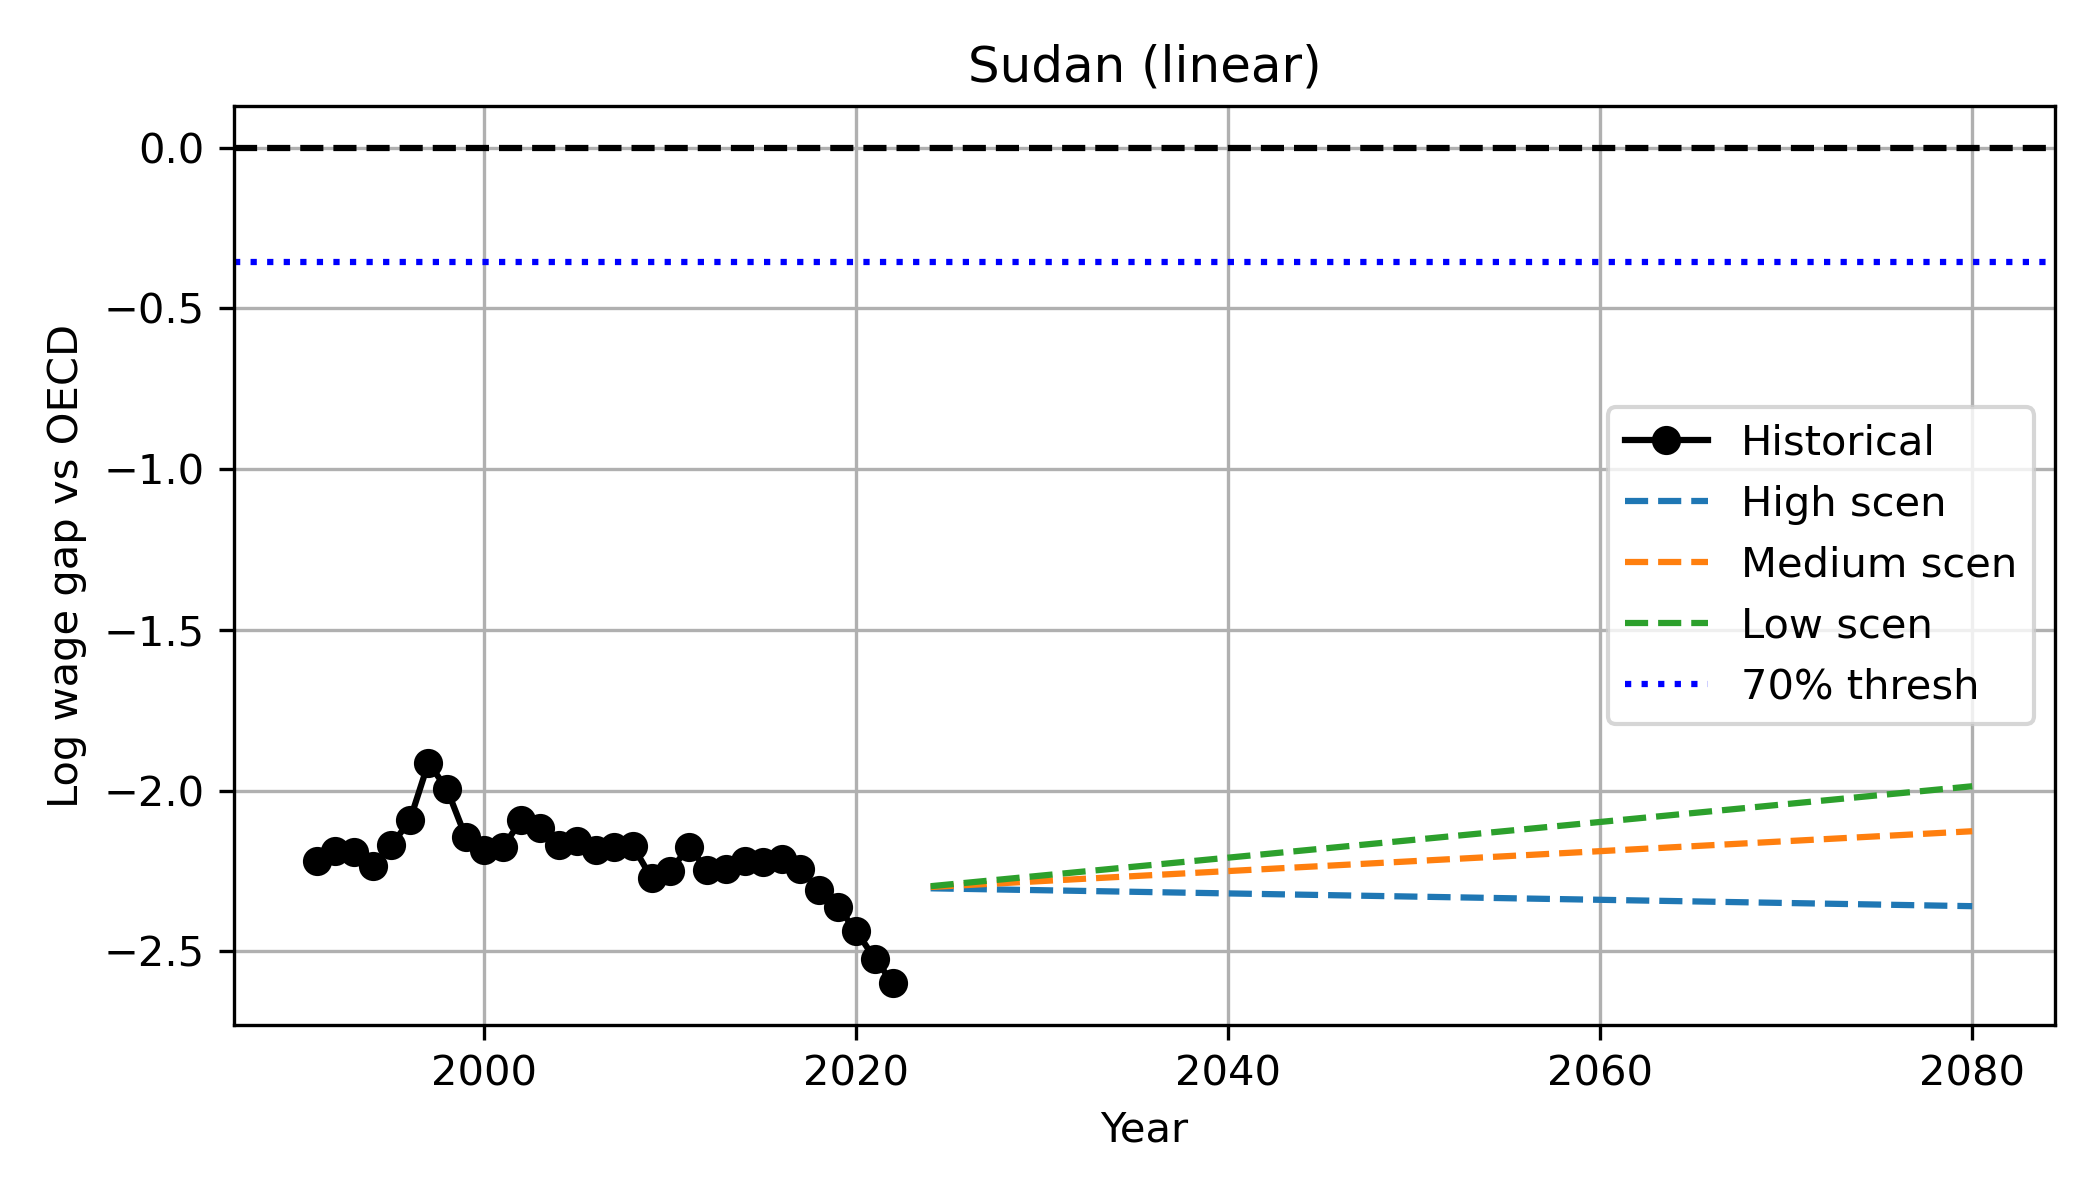 Sudan (linear)
Log wage gap vs OECD
0.0
−0.5
−1.0
−1.5
−2.0
−2.5
Historical
High scen
Medium scen
Low scen
70% thresh
2000 2020 2040 2060 2080
Year